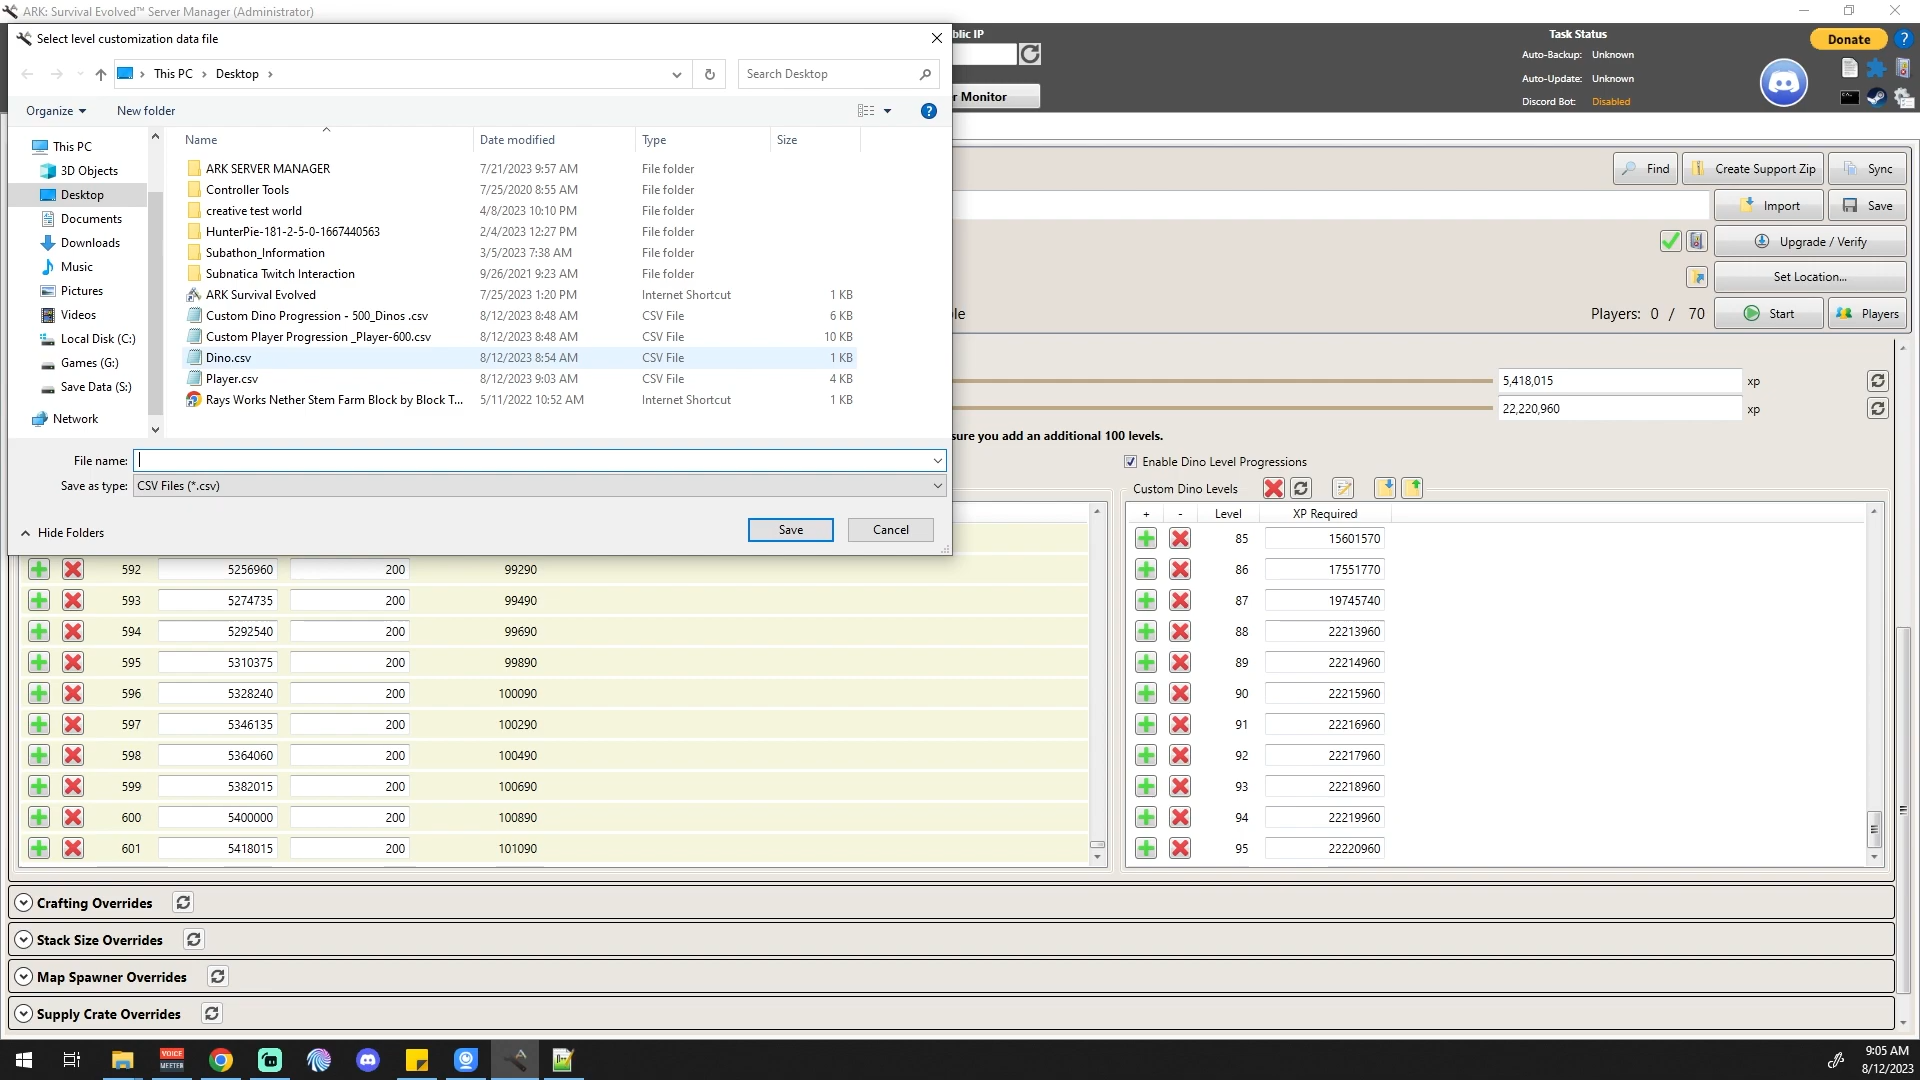 ARK: Survival Evolved™ Server Manager (Administrator)
Select level customization data file
blic IP
Task Status
Donate
?
Auto-Backup: Unknown
Auto-Update: Unknown
Discord Bot: Disabled
r Monitor
This PC > Desktop >
Search Desktop
Organize
New folder
?
This PC
3D Objects
Desktop
Documents
Downloads
Music
Pictures
Videos
Local Disk (C:)
Games (G:)
Save Data (S:)
Network
Name Date modified Type Size
ARK SERVER MANAGER 7/21/2023 9:57 AM File folder
Controller Tools 7/25/2020 8:55 AM File folder
creative test world 4/8/2023 10:10 PM File folder
HunterPie-181-2-5-0-1667440563 2/4/2023 12:27 PM File folder
Subathon_Information 3/5/2023 7:38 AM File folder
Subnatica Twitch Interaction 9/26/2021 9:23 AM File folder
ARK Survival Evolved 7/25/2023 1:20 PM Internet Shortcut 1 KB
Custom Dino Progression - 500_Dinos .csv 8/12/2023 8:48 AM CSV File 6 KB
Custom Player Progression _Player-600.csv 8/12/2023 8:48 AM CSV File 10 KB
Dino.csv 8/12/2023 8:54 AM CSV File 1 KB
Player.csv 8/12/2023 9:03 AM CSV File 4 KB
Rays Works Nether Stem Farm Block by Block T... 5/11/2022 10:52 AM Internet Shortcut 1 KB
File name:
Save as type: CSV Files (*.csv)
Hide Folders
Save
Cancel
Find
Create Support Zip
Sync
Import
Save
Upgrade / Verify
Set Location...
le
Players: 0 / 70
Start
Players
5,418,015 xp
22,220,960 xp
sure you add an additional 100 levels.
Enable Dino Level Progressions
Custom Dino Levels
+ - Level XP Required
85 15601570
86 17551770
87 19745740
88 22213960
89 22214960
90 22215960
91 22216960
92 22217960
93 22218960
94 22219960
95 22220960
592 5256960 200 99290
593 5274735 200 99490
594 5292540 200 99690
595 5310375 200 99890
596 5328240 200 100090
597 5346135 200 100290
598 5364060 200 100490
599 5382015 200 100690
600 5400000 200 100890
601 5418015 200 101090
Crafting Overrides
Stack Size Overrides
Map Spawner Overrides
Supply Crate Overrides
VOICE
MEETER
9:05 AM
8/12/2023